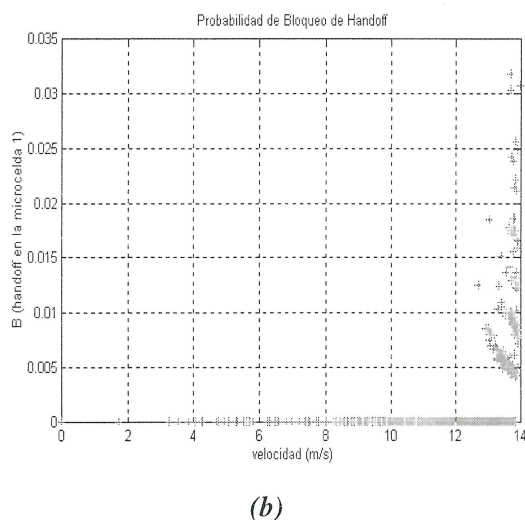 Probabilidad de Bloqueo de Handoff
0.035
0.03
0.025
0.02
0.015
0.01
0.005
0
B (handoff en la microcelda 1)
0 2 4 6 8 10 12 14
velocidad (m/s)
(b)